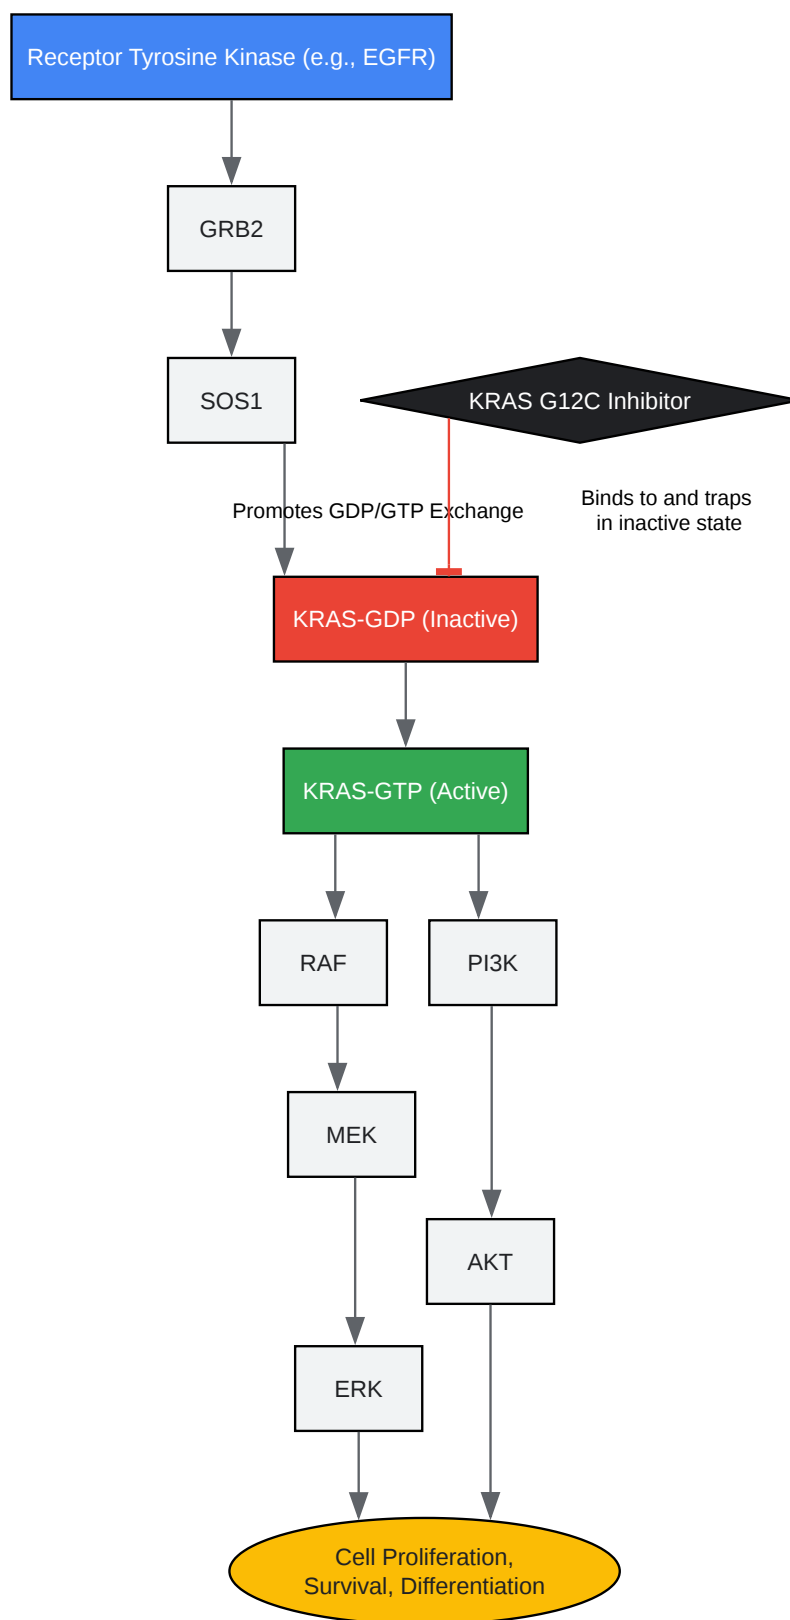 Receptor Tyrosine Kinase (e.g., EGFR)
GRB2
SOS1
KRAS G12C Inhibitor
Promotes GDP/GTP Exchange
Binds to and traps
in inactive state
KRAS-GDP (Inactive)
KRAS-GTP (Active)
RAF
PI3K
MEK
AKT
ERK
Cell Proliferation,
Survival, Differentiation